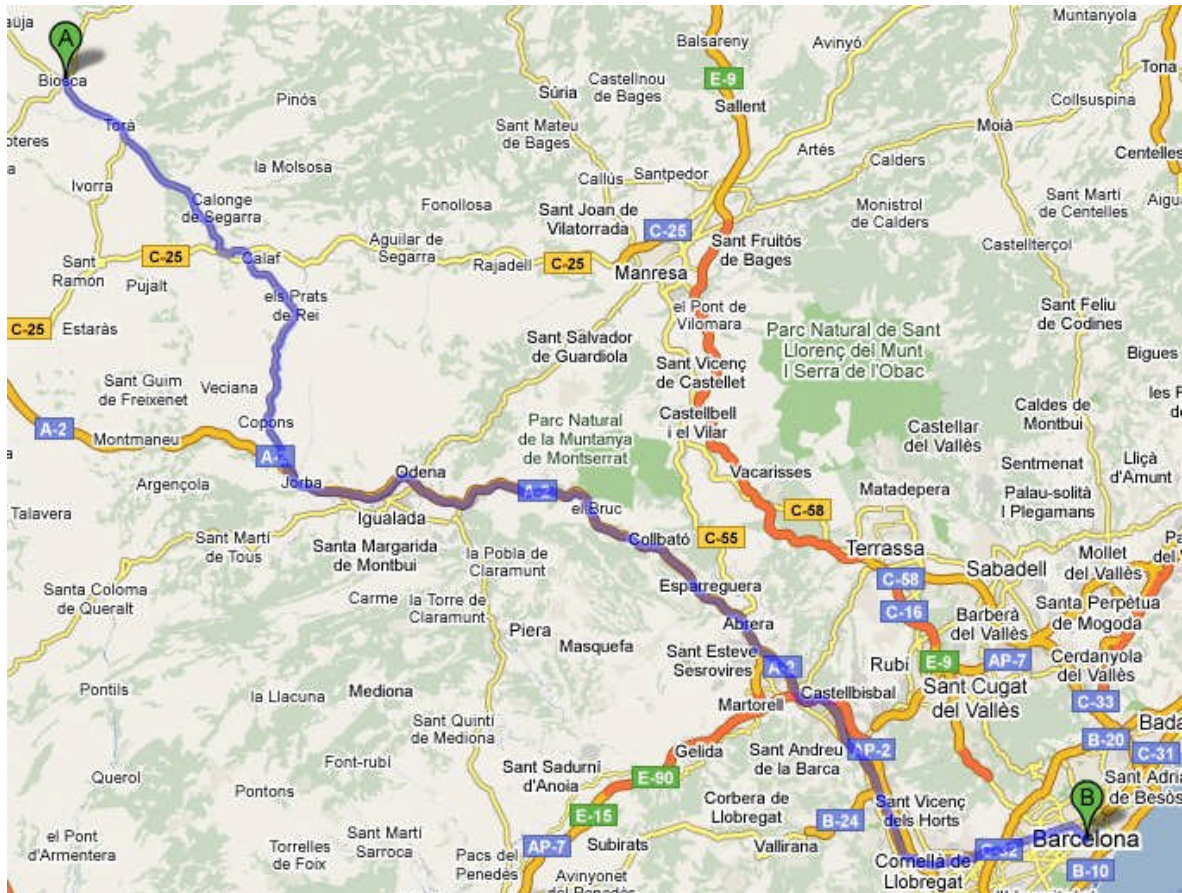 aüja
A
Biosca
Torà
oteres
a
Ivorra
Pinós
la Molsosa
Calonge
de Segarra
Fonollosa
Balsareny
E-9
Sallent
Avinyó
Castellnou
de Bages
Súria
Sant Mateu
de Bages
Callús
Santpedor
Artés
Calders
Moià
Muntanyola
Tona
Collsuspina
Centelles
Sant Martí
de Centelles
Aigu
Monistrol
de Calders
Castellterçol
Sant Joan de
Vilatorrada
C-25
Sant Fruitós
de Bages
Manresa
C-25
Rajadell
Aguilar de
Segarra
Calaf
C-25
Sant
Ramon
Pujalt
els Prats
de Rei
C-25
Estaràs
el Pont de
Vilomara
Parc Natural de Sant
Llorenç del Munt
I Serra de l'Obac
Sant Feliu
de Codines
Bigues
les F
de
Sant Salvador
de Guardiola
Sant Vicenç
de Castellet
Sant Guim
de Freixenet
Veciana
Copons
A-2
Montmaneu
A-2
Argençola
Jorba
Talavera
Òdena
Igualada
Parc Natural
de la Muntanya
de Montserrat
Castellbell
i el Vilar
Vacarisses
Castellar
del Vallès
Caldes de
Montbui
Sentmenat
Lliçà
d'Amunt
Matadepera
Palau-solità
I Plegamans
A-2
el Bruc
C-58
C-55
Collbató
Terrassa
Sabadell
Mollet
del Vallès
Pa
del
Sant Martí
de Tous
Santa Margarida
de Montbui
la Pobla de
Claramunt
Santa Coloma
de Queralt
Carme
la Torre de
Claramunt
Esparreguera
C-58
C-16
Barberà
del Vallès
Santa Perpètua
de Mogoda
Abrera
Piera
Masquefa
Sant Esteve
Sesrovires
A-2
Rubí
E-9
AP-7
Cerdanyola
del Vallès
Castellbisbal
Martorell
Sant Cugat
del Vallès
C-33
Pontils
la Llacuna
Mediona
Sant Quintí
de Mediona
Gelida
AP-2
B-20
Bada
C-31
Sant Andreu
de la Barca
Font-rubí
Sant Sadurní
d'Anoia
E-90
Querol
Pontons
Corbera de
Llobregat
Sant Vicenç
dels Horts
Sant Adrià
de Besòs
B
E-15
B-24
Barcelona
el Pont
d'Armentera
Torrelles
de Foix
Sant Martí
Sarroca
AP-7
Subirats
Vallirana
C-32
Pacs del
Penedès
Cornellà de
Llobregat
B-10
Avinyonet
del Penedès